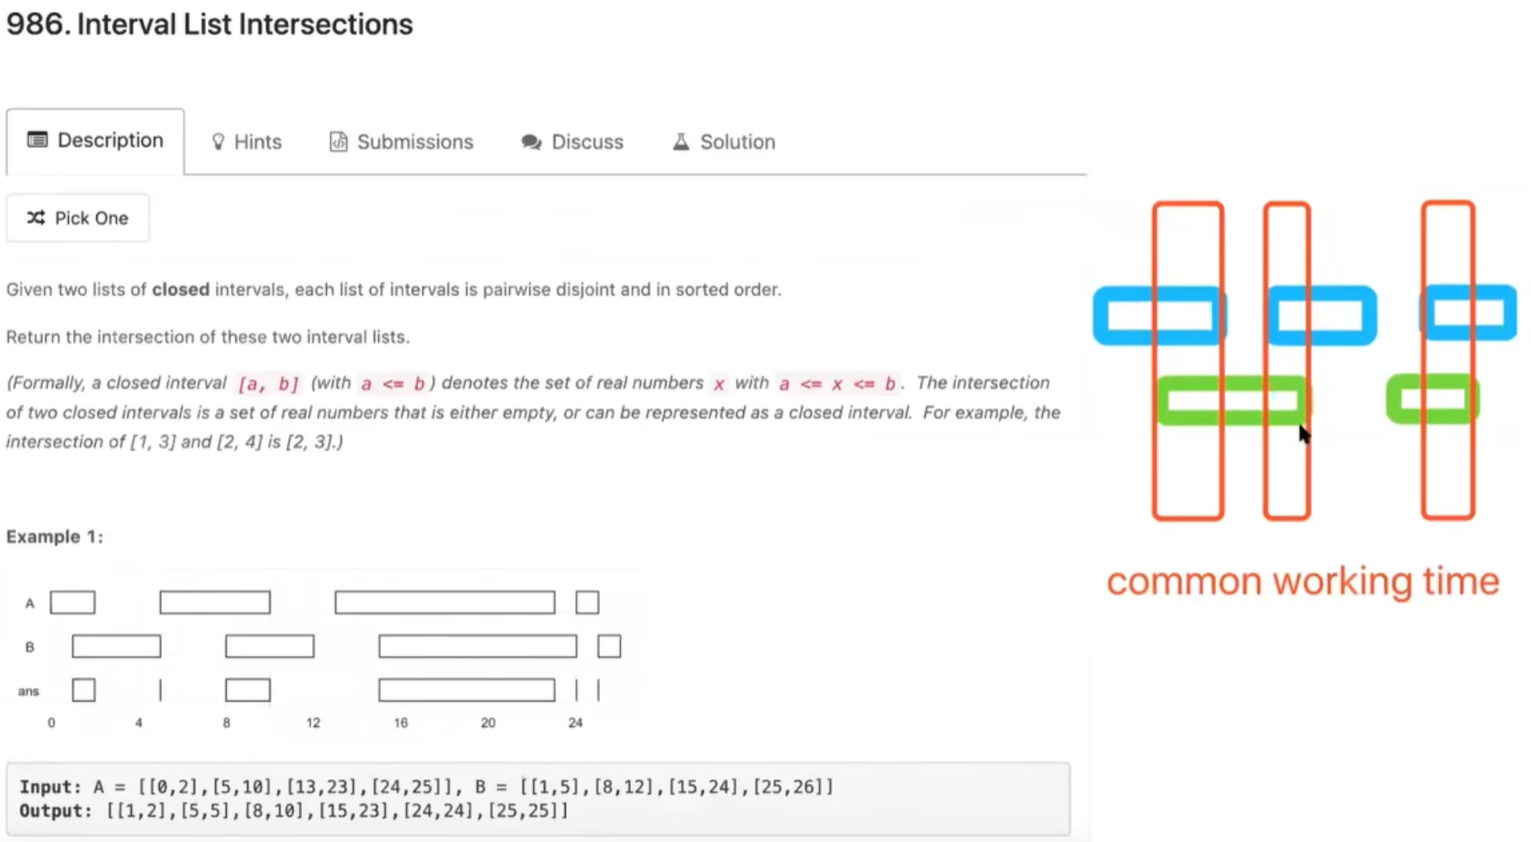 986. Interval List Intersections
Description
Hints
Submissions
Discuss
Solution
Pick One
Given two lists of closed intervals, each list of intervals is pairwise disjoint and in sorted order.
Return the intersection of these two interval lists.
(Formally, a closed interval [a, b] (with a <= b) denotes the set of real numbers x with a <= x <= b. The intersection
of two closed intervals is a set of real numbers that is either empty, or can be represented as a closed interval. For example, the
intersection of [1, 3] and [2, 4] is [2, 3].)
common working time
Example 1:
A
B
ans
0 4 8 12 16 20 24
Input: A = [[0,2],[5,10],[13,23],[24,25]], B = [[1,5],[8,12],[15,24],[25,26]]
Output: [[1,2],[5,5],[8,10],[15,23],[24,24],[25,25]]